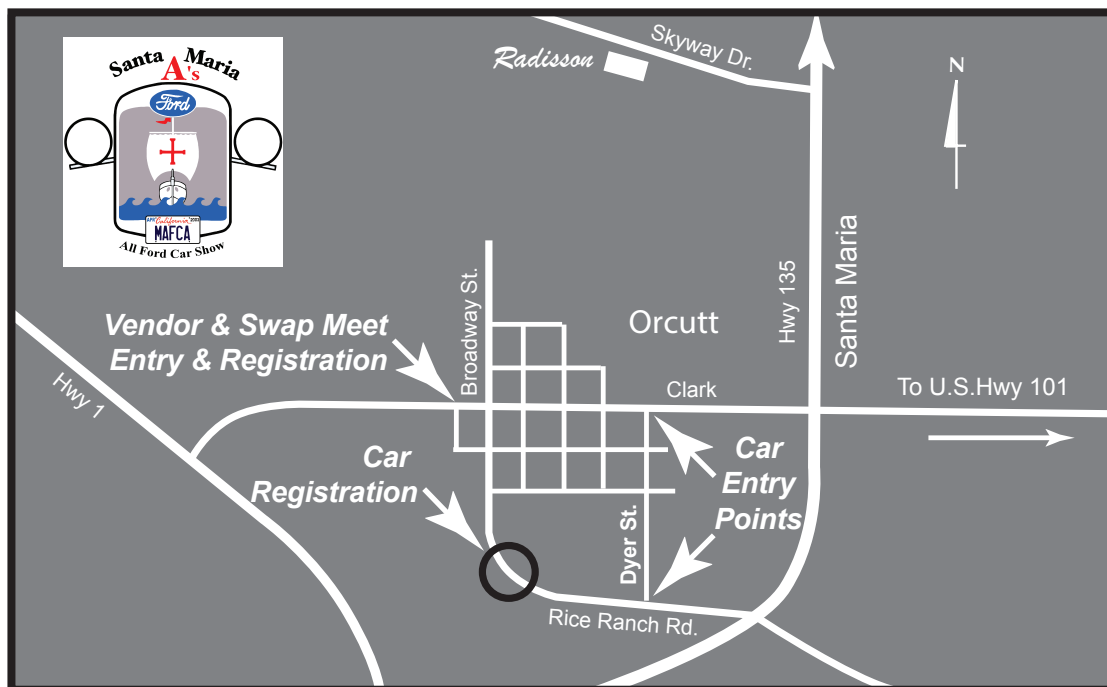 Santa Maria
A's
Ford
California
MAFCA
All Ford Car Show
Radisson
Skyway Dr.
N
Hwy 135
Santa Maria
Broadway St.
Orcutt
Vendor & Swap Meet
Entry & Registration
Hwy 1
Clark
To U.S.Hwy 101
Car
Registration
Car
Entry
Points
Dyer St.
Rice Ranch Rd.